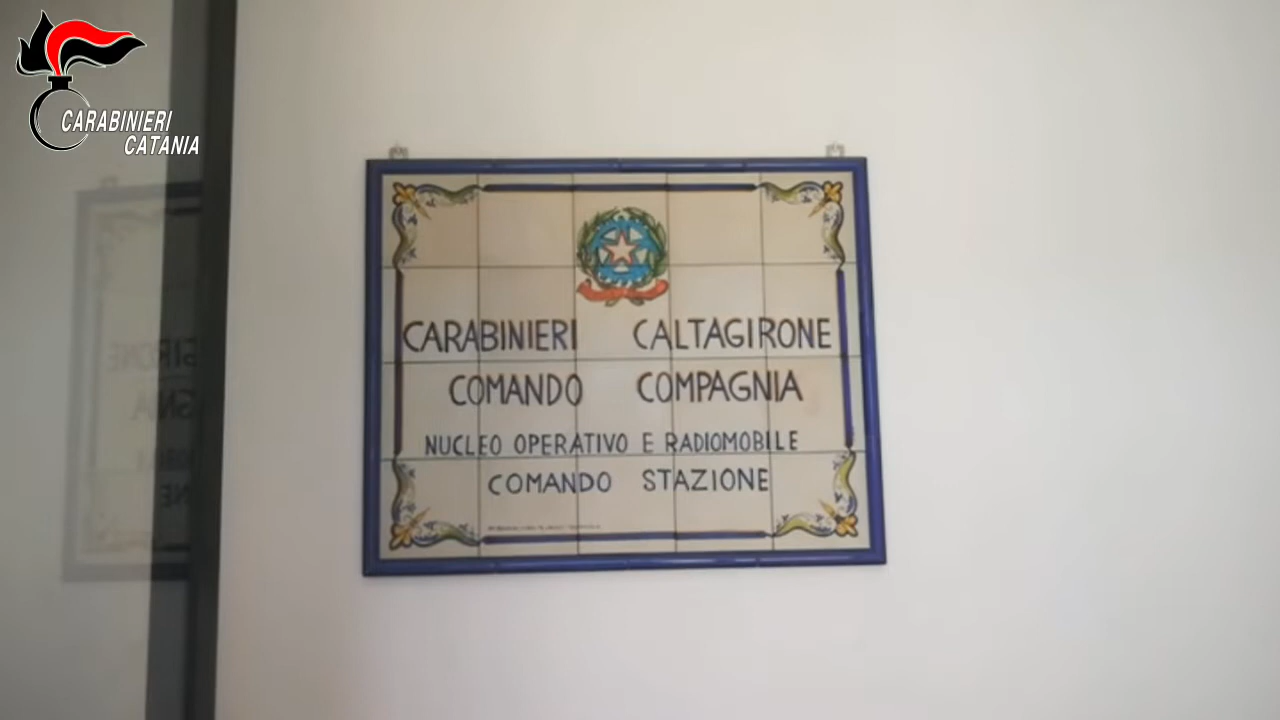 CARABINIERI
CATANIA
CARABINIERI CALTAGIRONE
COMANDO COMPAGNIA
NUCLEO OPERATIVO E RADIOMOBILE
COMANDO STAZIONE